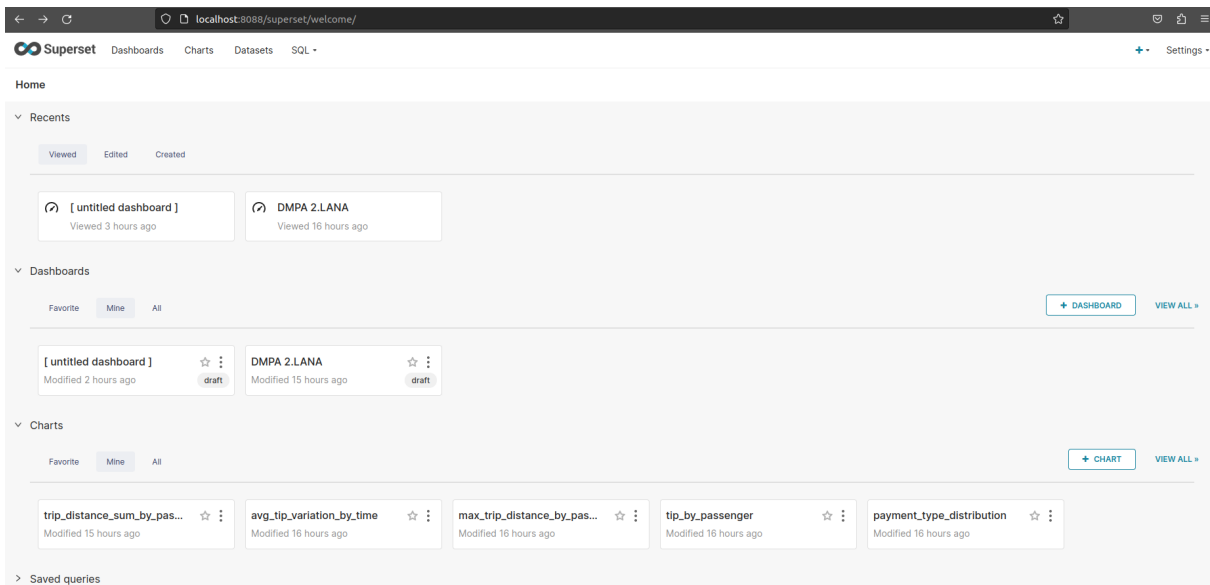 localhost:8088/superset/welcome/
Superset Dashboards Charts Datasets SQL
+ Settings
Home
Recents
Viewed Edited Created
[ untitled dashboard ]
Viewed 3 hours ago
DMPA 2.LANA
Viewed 16 hours ago
Dashboards
Favorite Mine All
+ DASHBOARD VIEW ALL »
[ untitled dashboard ]
Modified 2 hours ago draft
DMPA 2.LANA
Modified 15 hours ago draft
Charts
Favorite Mine All
+ CHART VIEW ALL »
trip_distance_sum_by_pas...
Modified 15 hours ago
avg_tip_variation_by_time
Modified 16 hours ago
max_trip_distance_by_pas...
Modified 16 hours ago
tip_by_passenger
Modified 16 hours ago
payment_type_distribution
Modified 16 hours ago
Saved queries